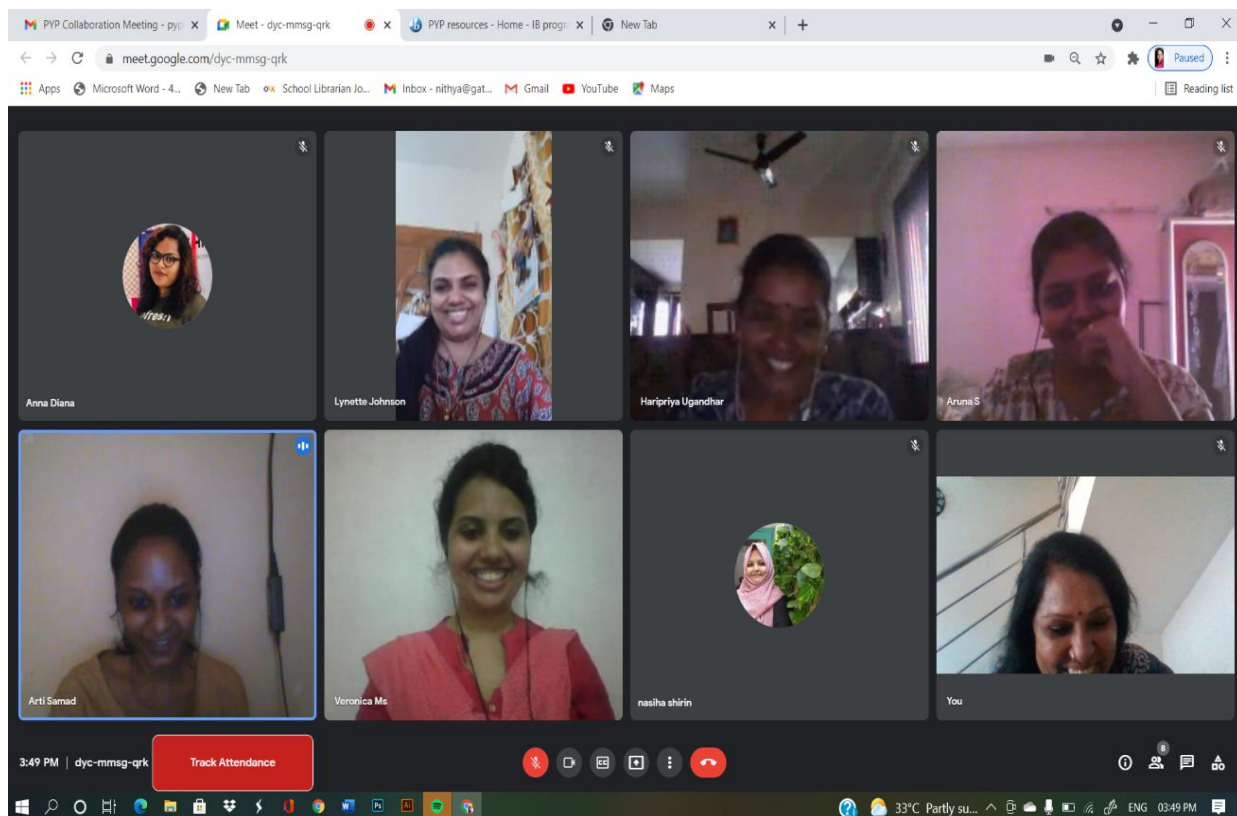 PYP Collaboration Meeting - pyp
Meet - dyc-mmsg-qrk
PYP resources - Home - IB progr
New Tab
meet.google.com/dyc-mmsg-qrk
Paused
Apps
Microsoft Word - 4...
New Tab
School Librarian Jo...
Inbox - nithya@gat...
Gmail
YouTube
Maps
Reading list
Anna Diana
Lynette Johnson
Haripriya Ugandhar
Aruna S
Arti Samad
Veronica Ms
nasiha shirin
You
3:49 PM | dyc-mmsg-qrk
Track Attendance
8
33°C Partly su...
ENG
03:49 PM